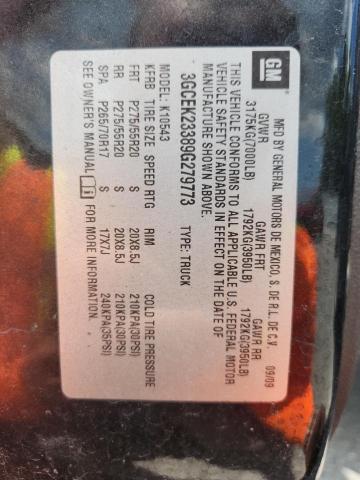 GM
MFD BY GENERAL MOTORS DE MEXICO, S. DE R.L. DE C.V.
09/09
GVWR GAWR FRT GAWR RR
3175KG(7000LB) 1792KG(3950LB) 1792KG(3950LB)
THIS VEHICLE CONFORMS TO ALL APPLICABLE U.S. FEDERAL MOTOR
VEHICLE SAFETY STANDARDS IN EFFECT ON THE DATE OF
MANUFACTURE SHOWN ABOVE.
3GCEK23389G279773 TYPE: TRUCK
MODEL: K10543
KFRB TIRE SIZE SPEED RTG RIM COLD TIRE PRESSURE
FRT P275/55R20 S 20X8.5J 210KPA(30PSI)
RR P275/55R20 S 20X8.5J 210KPA(30PSI)
SPA P265/70R17 S 17X7J 240KPA(35PSI)
SEE OWNER'S MANUAL FOR MORE INFORMATION.